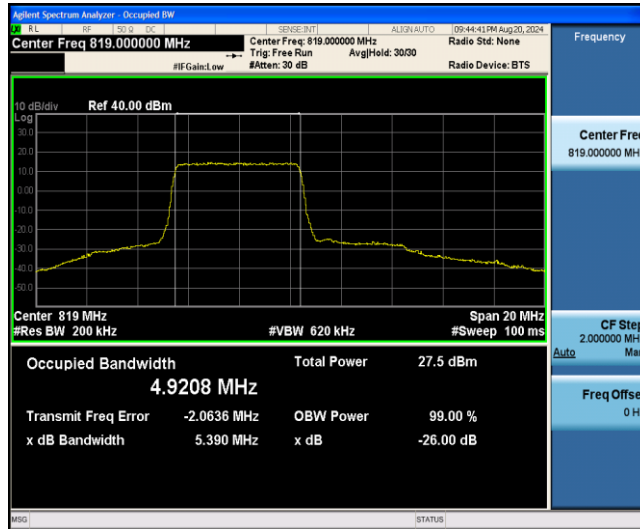 Agilent Spectrum Analyzer - Occupied BW
RL RF 50 Ω DC SENSE:INT ALIGNAUTO 09:44:41PM Aug 20, 2024
Center Freq 819.000000 MHz Center Freq: 819.000000 MHz Radio Std: None
Trig: Free Run Avg|Hold: 30/30
#IFGain:Low #Atten: 30 dB Radio Device: BTS
10 dB/div Ref 40.00 dBm
Log
30.0
20.0
10.0
0.00
-10.0
-20.0
-30.0
-40.0
-50.0
Center 819 MHz Span 20 MHz
#Res BW 200 kHz #VBW 620 kHz #Sweep 100 ms
Occupied Bandwidth Total Power 27.5 dBm
4.9208 MHz
Transmit Freq Error -2.0636 MHz OBW Power 99.00 %
x dB Bandwidth 5.390 MHz x dB -26.00 dB
MSG STATUS
Frequency
Center Fre
819.000000 MH
CF Step
2.000000 MH
Auto Ma
Freq Offse
0 H